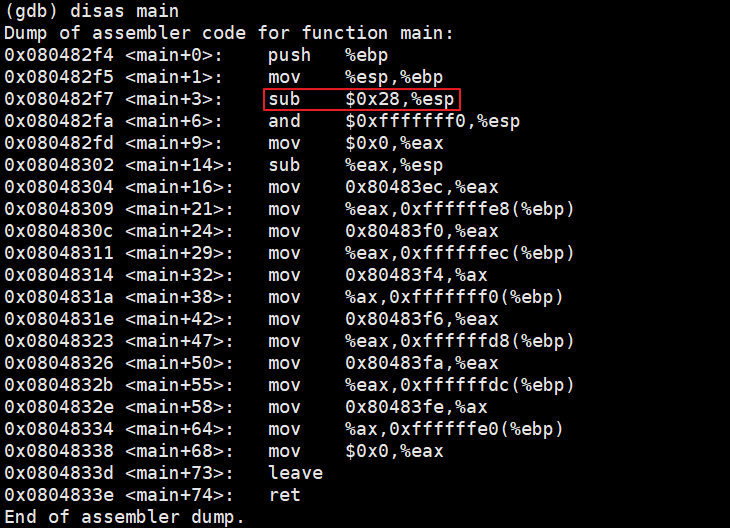 (gdb) disas main
Dump of assembler code for function main:
0x080482f4 <main+0>:    push   %ebp
0x080482f5 <main+1>:    mov    %esp,%ebp
0x080482f7 <main+3>:    sub    $0x28,%esp
0x080482fa <main+6>:    and    $0xfffffff0,%esp
0x080482fd <main+9>:    mov    $0x0,%eax
0x08048302 <main+14>:   sub    %eax,%esp
0x08048304 <main+16>:   mov    0x80483ec,%eax
0x08048309 <main+21>:   mov    %eax,0xffffffe8(%ebp)
0x0804830c <main+24>:   mov    0x80483f0,%eax
0x08048311 <main+29>:   mov    %eax,0xffffffec(%ebp)
0x08048314 <main+32>:   mov    0x80483f4,%ax
0x0804831a <main+38>:   mov    %ax,0xfffffff0(%ebp)
0x0804831e <main+42>:   mov    0x80483f6,%eax
0x08048323 <main+47>:   mov    %eax,0xffffffd8(%ebp)
0x08048326 <main+50>:   mov    0x80483fa,%eax
0x0804832b <main+55>:   mov    %eax,0xffffffdc(%ebp)
0x0804832e <main+58>:   mov    0x80483fe,%ax
0x08048334 <main+64>:   mov    %ax,0xffffffe0(%ebp)
0x08048338 <main+68>:   mov    $0x0,%eax
0x0804833d <main+73>:   leave
0x0804833e <main+74>:   ret
End of assembler dump.